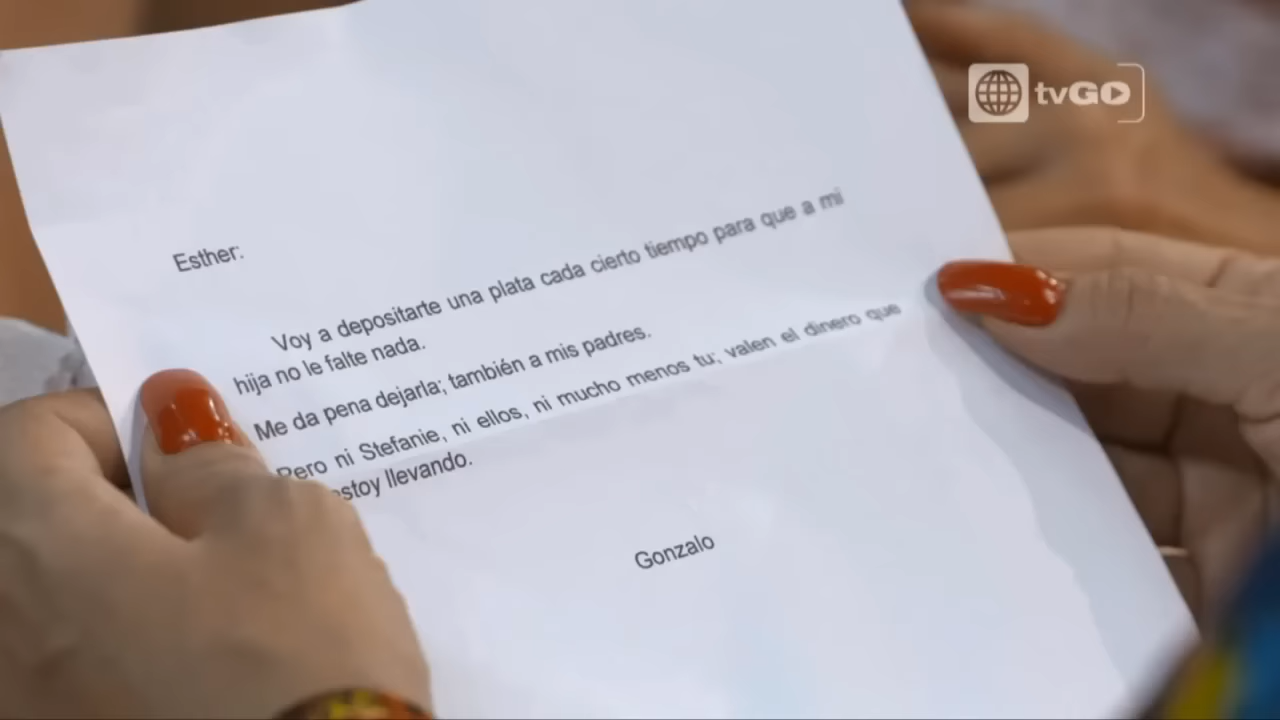 tvGO
Esther:
Voy a depositarte una plata cada cierto tiempo para que a mi
hija no le falte nada.
Me da pena dejarla; también a mis padres.
Pero ni Stefanie, ni ellos, ni mucho menos tu; valen el dinero que
estoy llevando.
Gonzalo